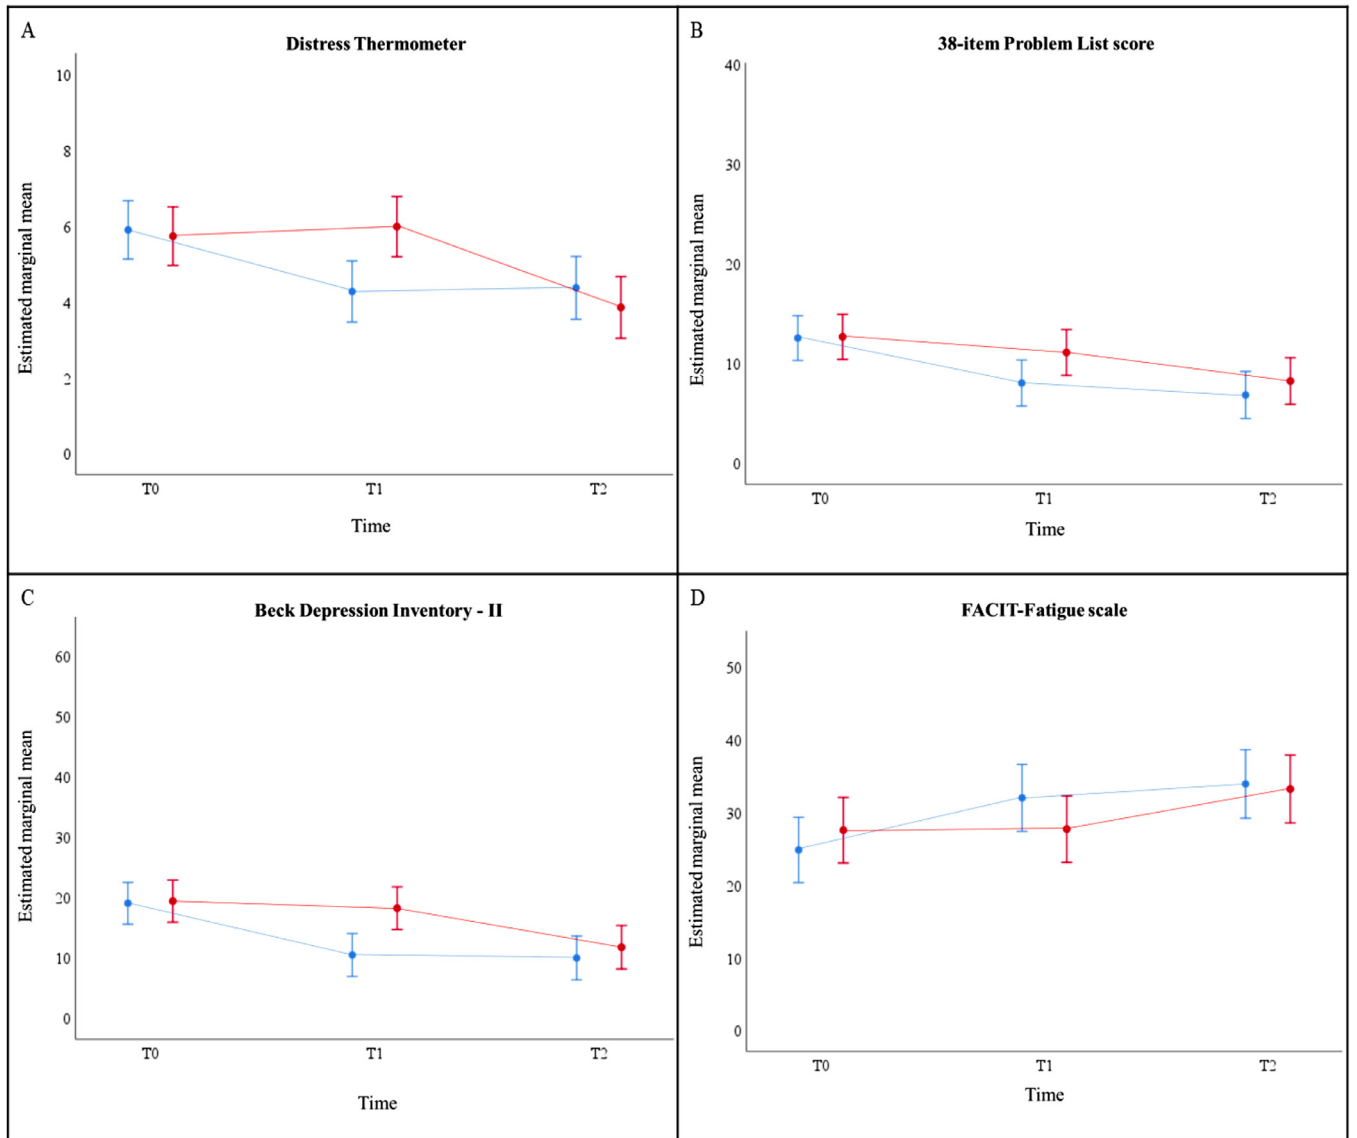 A
Distress Thermometer
Estimated marginal mean
10
8
6
4
2
0
T0 T1 T2
Time
B
38-item Problem List score
Estimated marginal mean
40
30
20
10
0
T0 T1 T2
Time
C
Beck Depression Inventory - II
Estimated marginal mean
60
50
40
30
20
10
0
T0 T1 T2
Time
D
FACIT-Fatigue scale
Estimated marginal mean
50
40
30
20
10
0
T0 T1 T2
Time